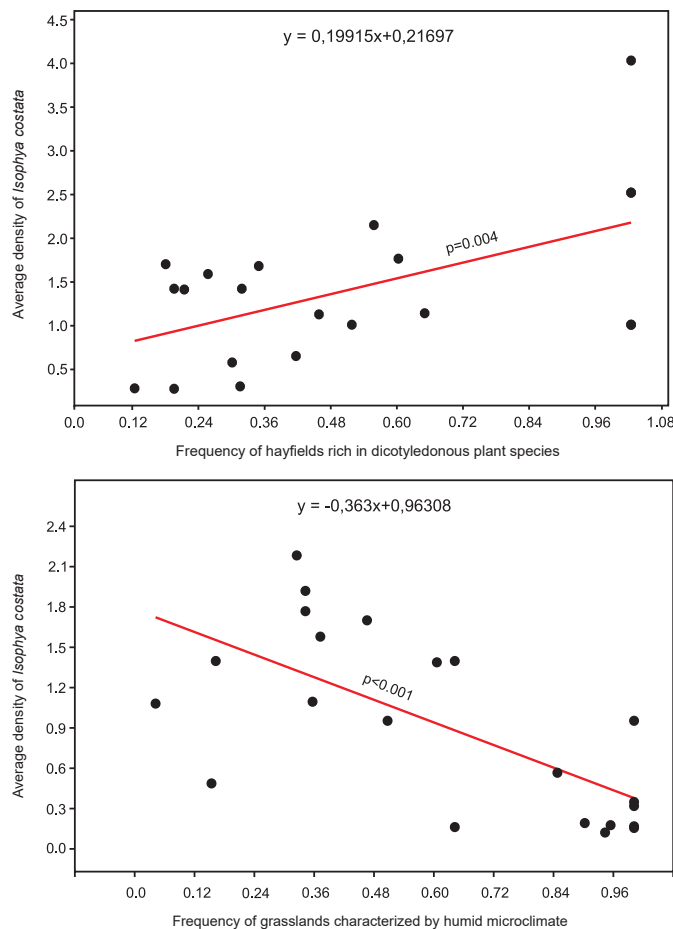 y = 0,19915x+0,21697
Average density of Isophya costata
4.5
4.0
3.5
3.0
2.5
2.0
1.5
1.0
0.5
p=0.004
0.0 0.12 0.24 0.36 0.48 0.60 0.72 0.84 0.96 1.08
Frequency of hayfields rich in dicotyledonous plant species
y = -0,363x+0,96308
Average density of Isophya costata
2.4
2.1
1.8
1.5
1.2
0.9
0.6
0.3
0.0
p<0.001
0.0 0.12 0.24 0.36 0.48 0.60 0.72 0.84 0.96
Frequency of grasslands characterized by humid microclimate